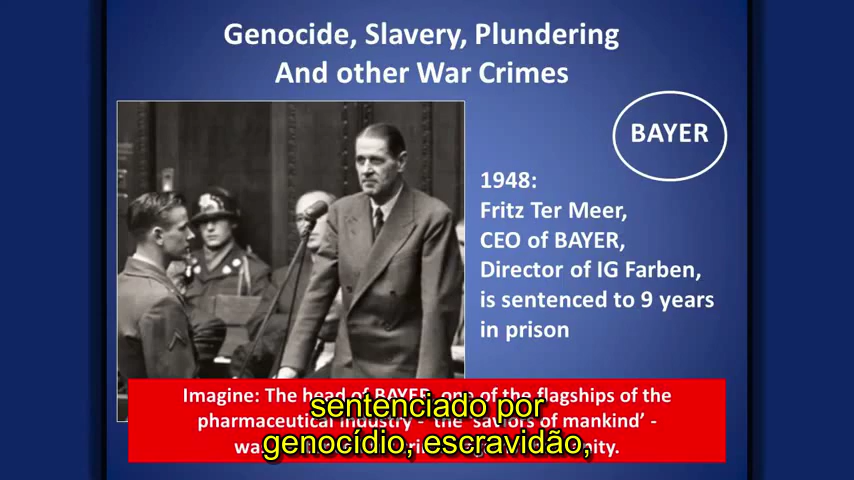 Genocide, Slavery, Plundering
And other War Crimes
BAYER
1948:
Fritz Ter Meer,
CEO of BAYER,
Director of IG Farben,
is sentenced to 9 years
in prison
Imagine: The head of BAYER, one of the flagships of the
pharmaceutical industry - the 'saviors of mankind' -
sentenciado por
genocídio, escravidão,